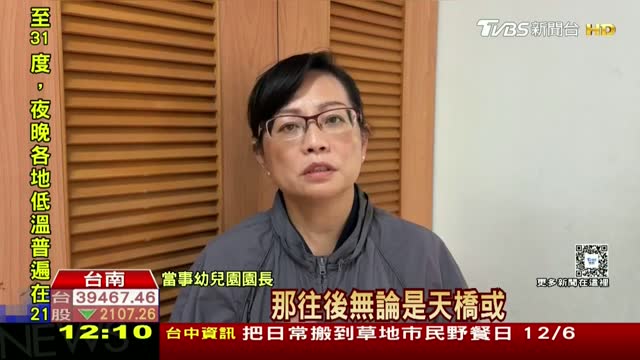 TVBS新聞台 HD
至31度，夜晚各地低溫普遍在21
更多新聞在這裡
台南
當事幼兒園園長
台股 39467.46
▼2107.26
那往後無論是天橋或
12:10
台中資訊 把日常搬到草地市民野餐日 12/6
NEWS